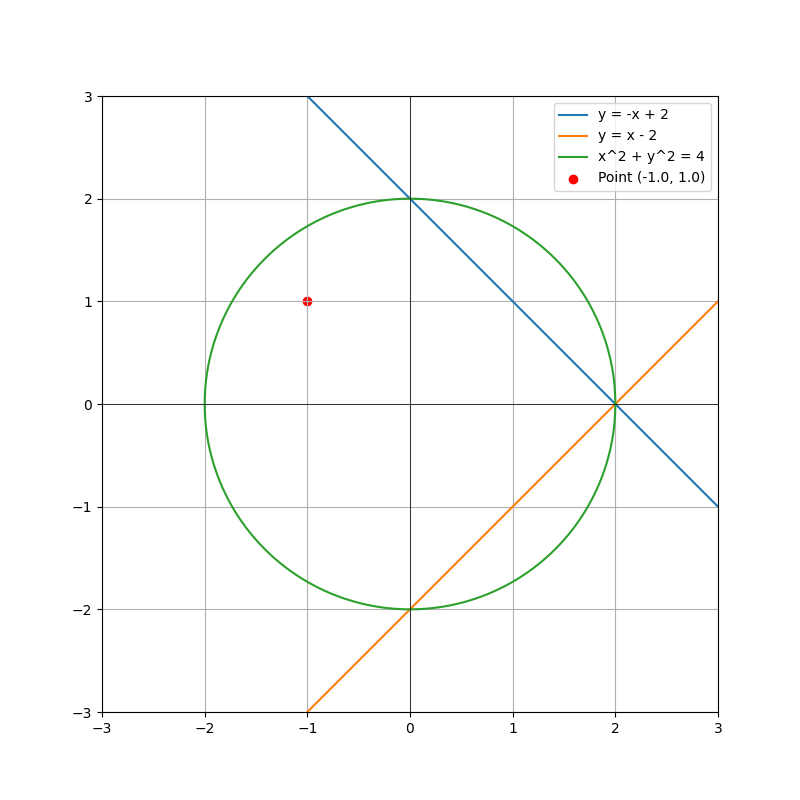 y = -x + 2
y = x - 2
x^2 + y^2 = 4
Point (-1.0, 1.0)
3
2
1
0
−1
−2
−3
−3 −2 −1 0 1 2 3